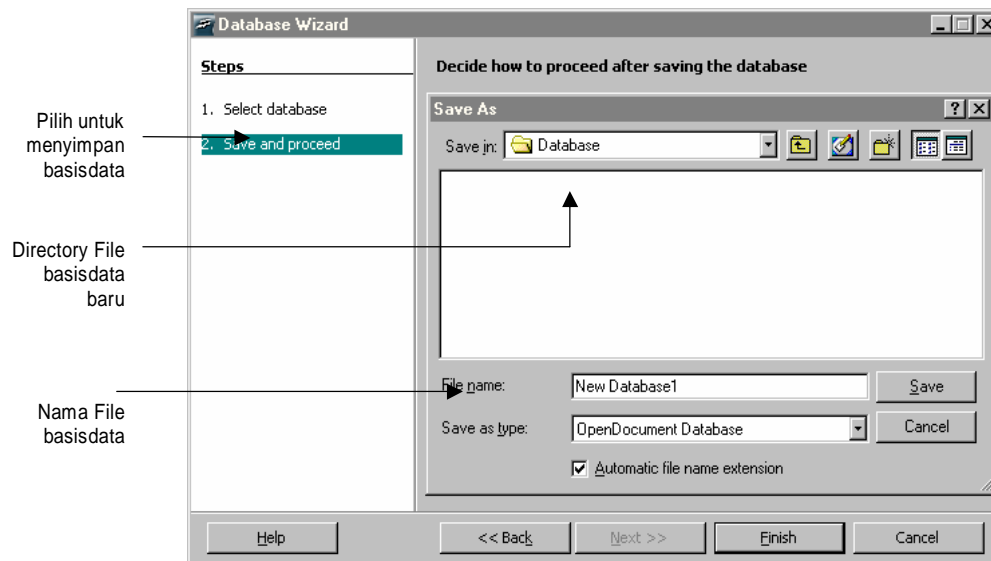 Database Wizard
Steps
1. Select database
2. Save and proceed
Decide how to proceed after saving the database
Save As
Save in: Database
File name: New Database1
Save
Save as type: OpenDocument Database
Cancel
Automatic file name extension
Help
<< Back
Next >>
Finish
Cancel
Pilih untuk
menyimpan
basisdata
Directory File
basisdata
baru
Nama File
basisdata